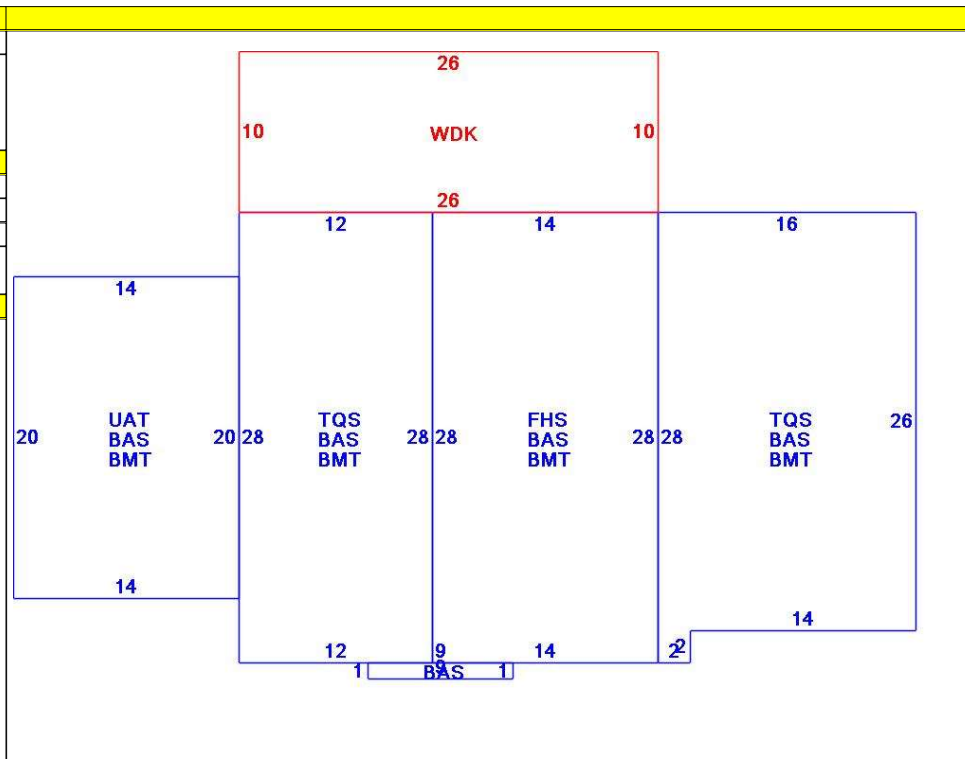 26
10 WDK 10
26
12 14 16
14
UAT
BAS
BMT
20 20
TQS
BAS
BMT
28 28
FHS
BAS
BMT
28 28
TQS
BAS
BMT
28 26
14
14
12 9 14 2 2
1 9 BAS 1